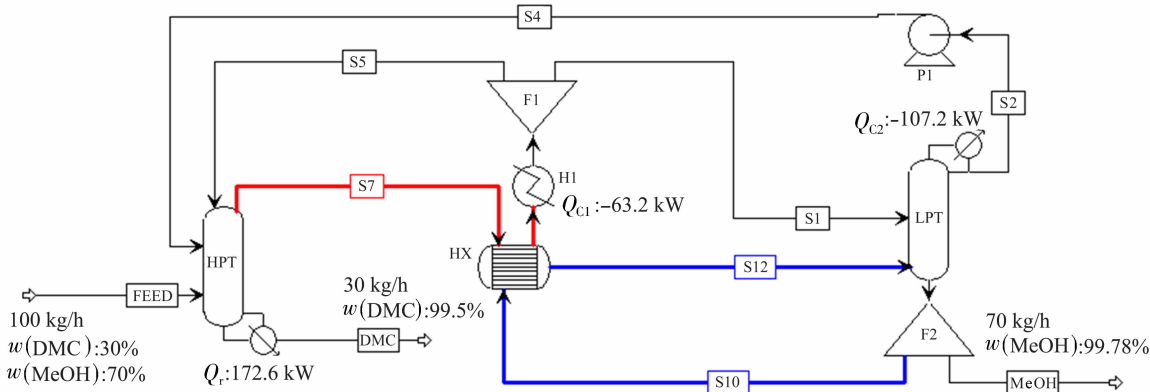 S4
P1
S5
F1
S2
Q_C2:-107.2 kW
S7
H1
Q_C1:-63.2 kW
S1
LPT
HPT
HX
S12
FEED
30 kg/h
w(DMC):99.5%
DMC
100 kg/h
w(DMC):30%
w(MeOH):70%
Q_r:172.6 kW
F2
70 kg/h
w(MeOH):99.78%
S10
MeOH